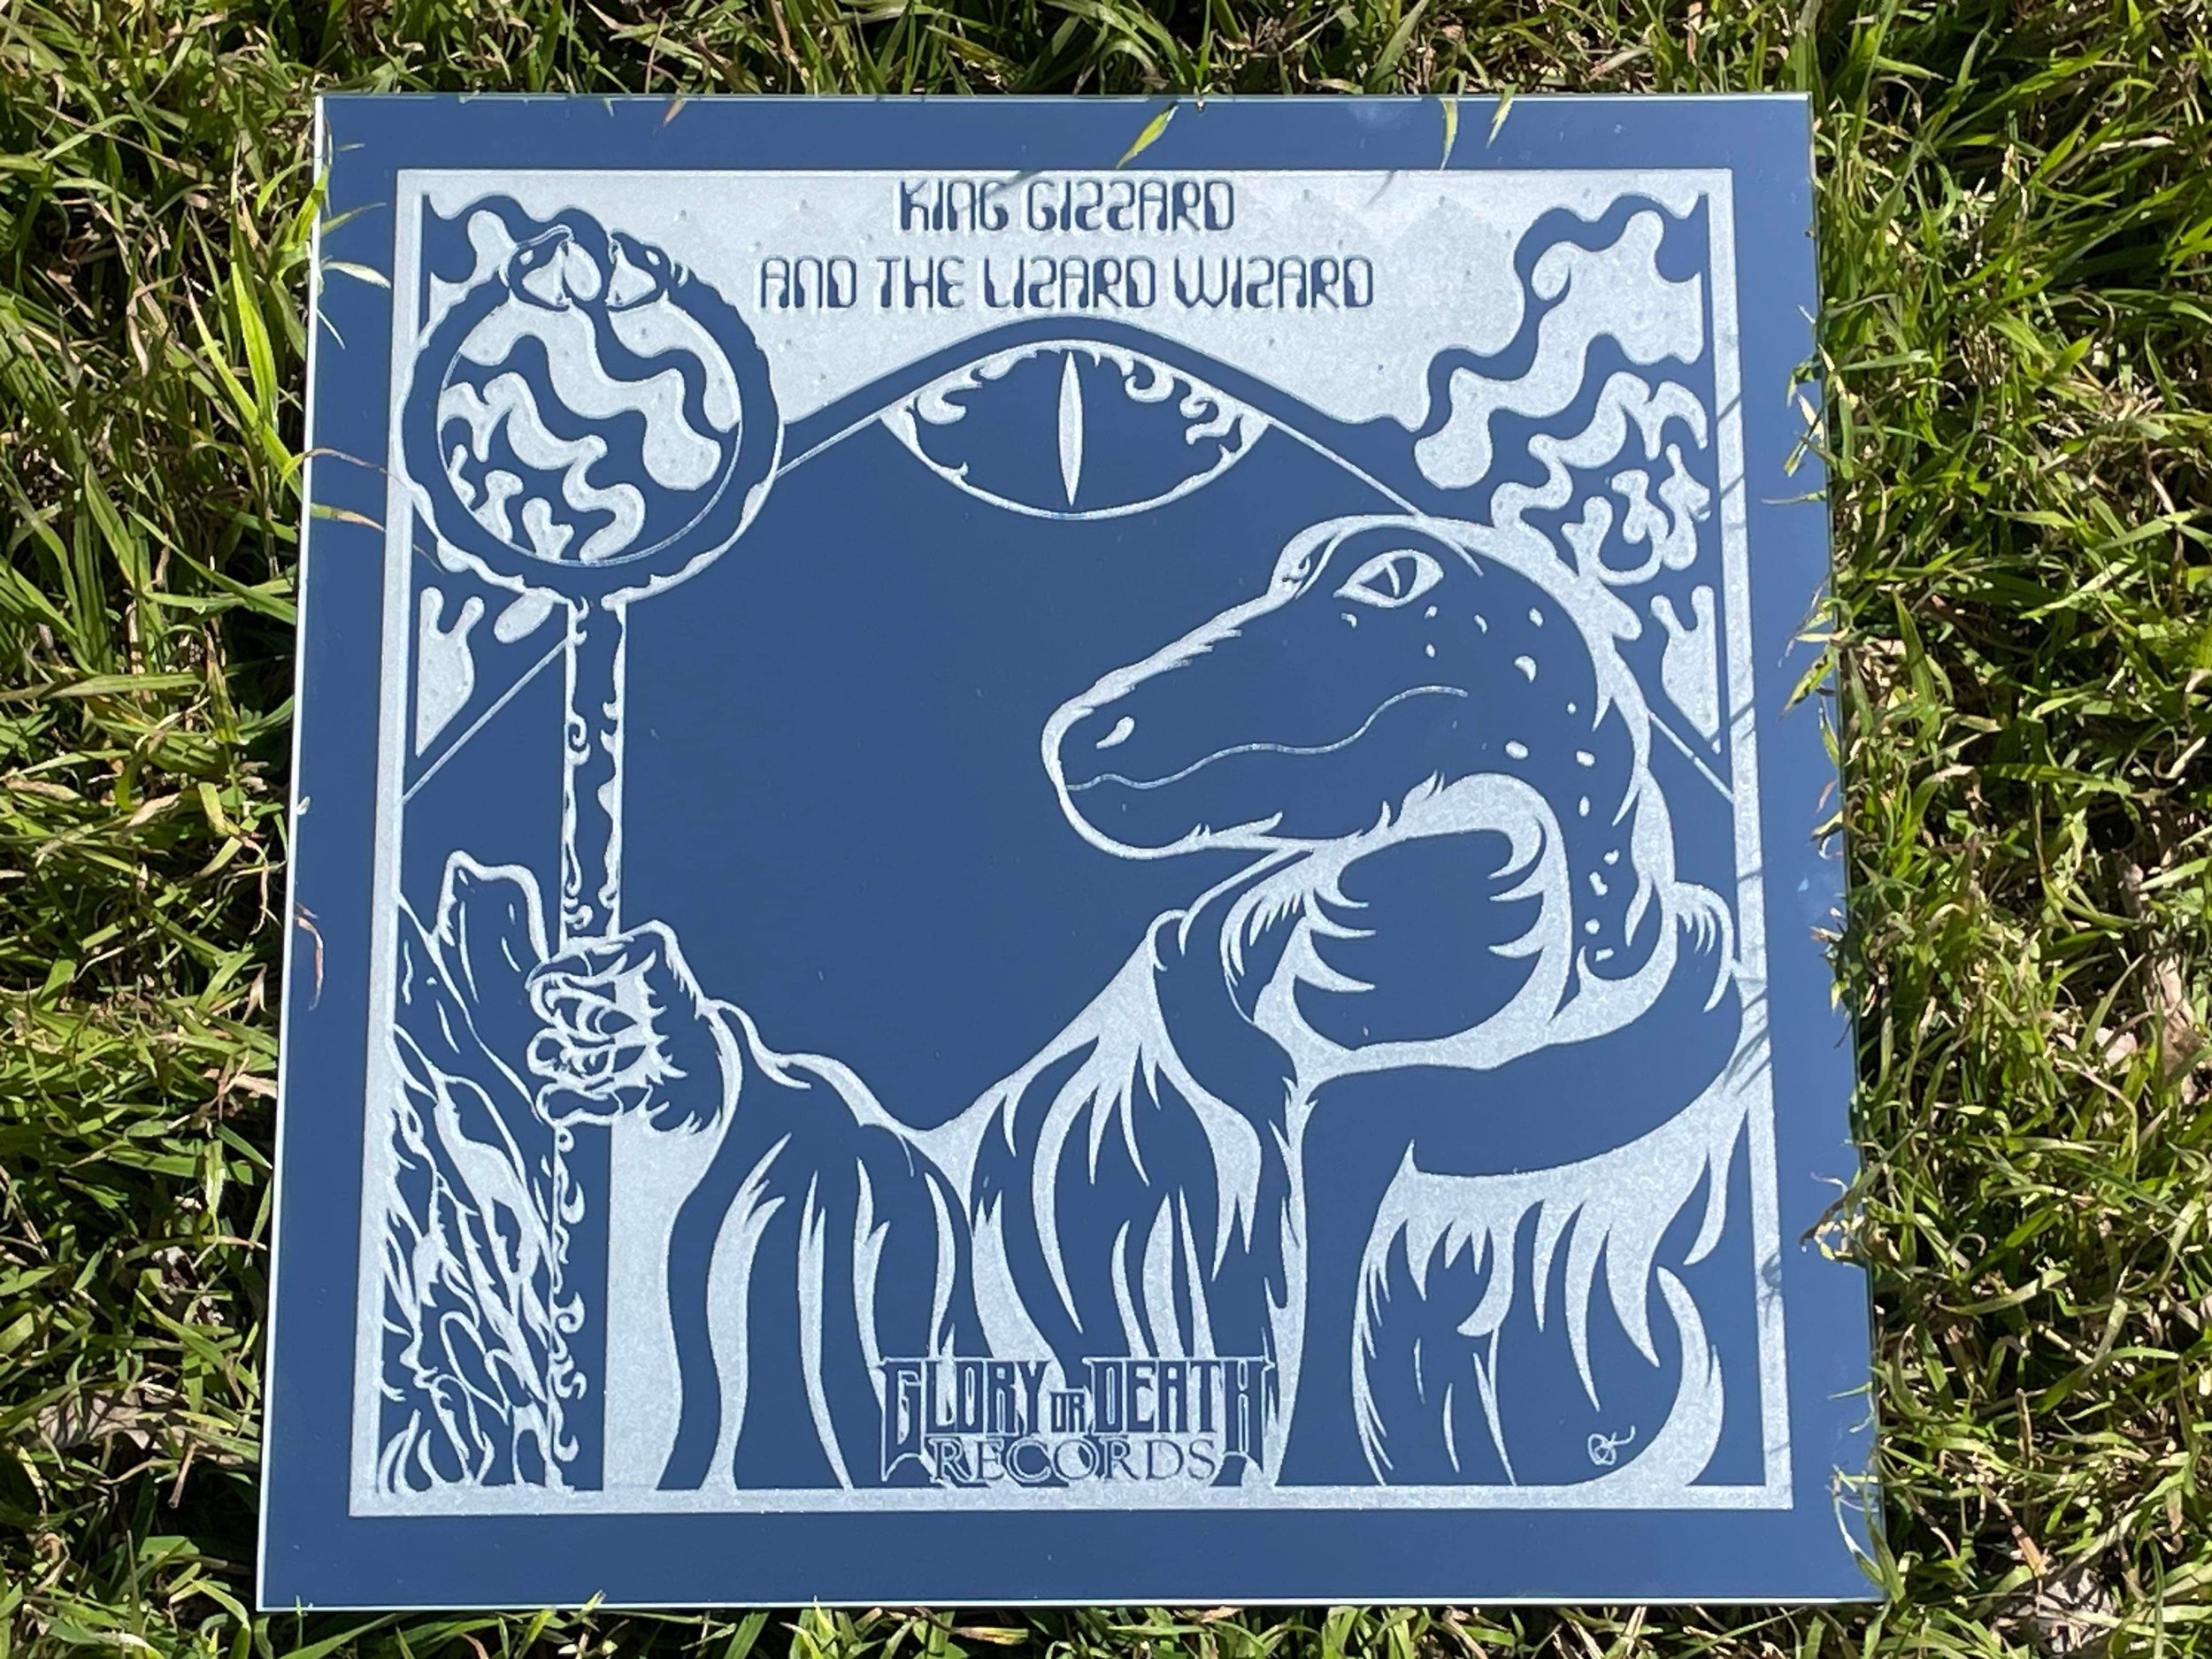 KING GIZZARD
AND THE LIZARD WIZARD
GLORY OR DEATH
RECORDS